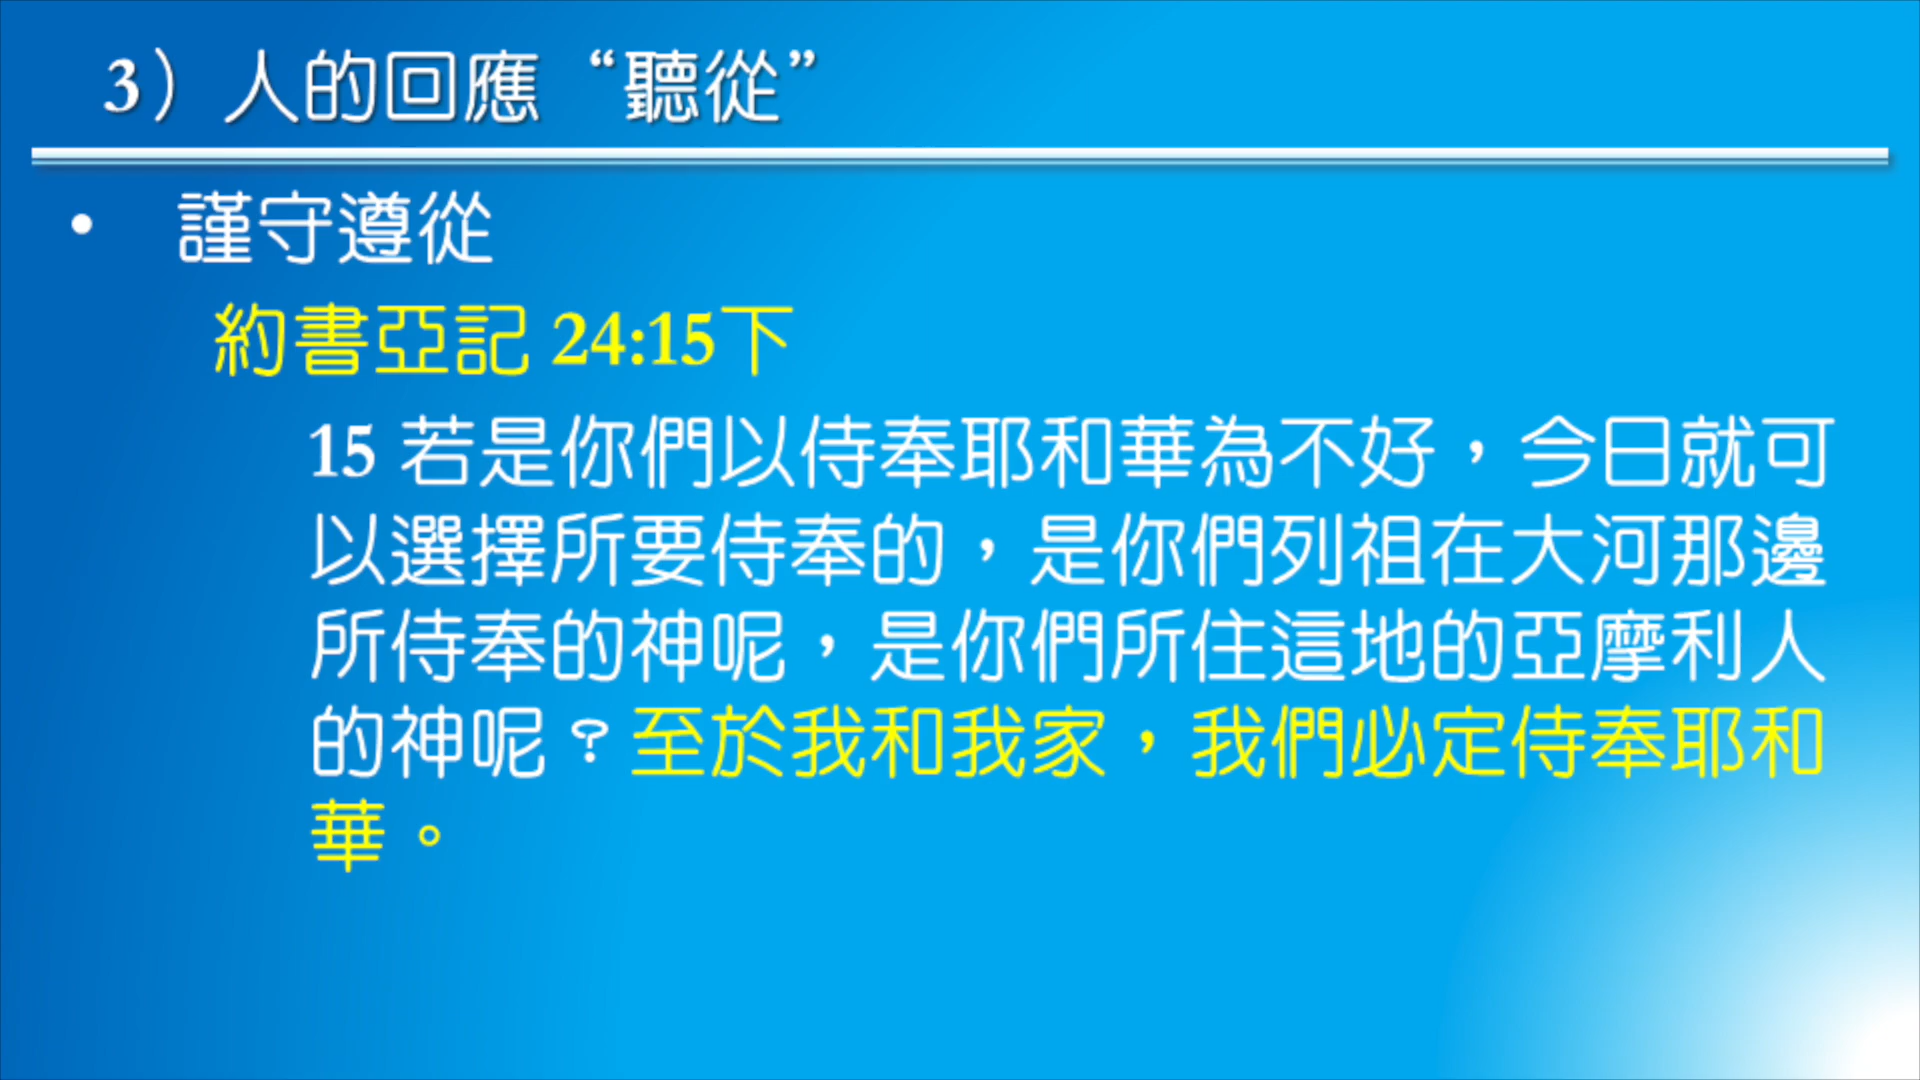 3）人的回應“聽從”
• 謹守遵從
約書亞記 24:15下
15 若是你們以侍奉耶和華為不好，今日就可
以選擇所要侍奉的，是你們列祖在大河那邊
所侍奉的神呢，是你們所住這地的亞摩利人
的神呢？至於我和我家，我們必定侍奉耶和
華。